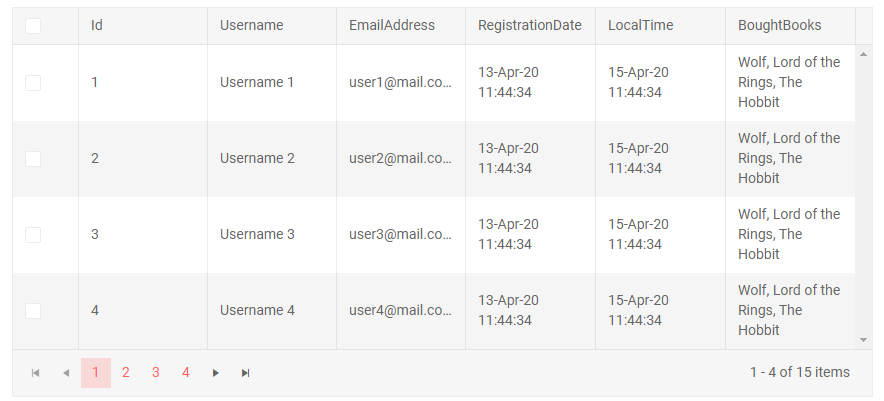 Id Username EmailAddress RegistrationDate LocalTime BoughtBooks
1 Username 1 user1@mail.co… 13-Apr-20 11:44:34 15-Apr-20 11:44:34 Wolf, Lord of the Rings, The Hobbit
2 Username 2 user2@mail.co… 13-Apr-20 11:44:34 15-Apr-20 11:44:34 Wolf, Lord of the Rings, The Hobbit
3 Username 3 user3@mail.co… 13-Apr-20 11:44:34 15-Apr-20 11:44:34 Wolf, Lord of the Rings, The Hobbit
4 Username 4 user4@mail.co… 13-Apr-20 11:44:34 15-Apr-20 11:44:34 Wolf, Lord of the Rings, The Hobbit
1 2 3 4 1 - 4 of 15 items